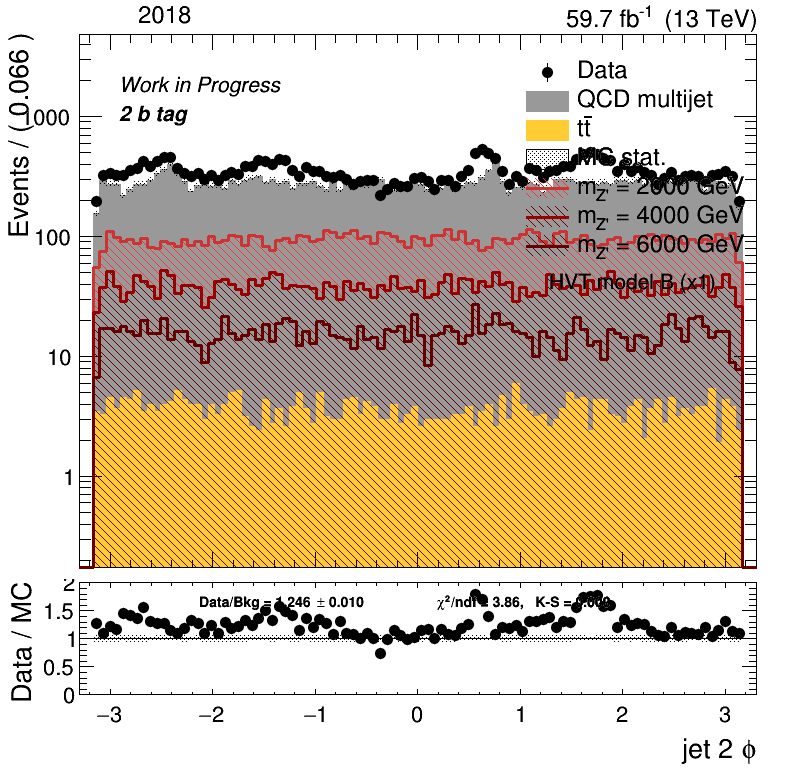 2018 59.7 fb⁻¹ (13 TeV)
Events / ( 0.066 )
Work in Progress
2 b tag
Data
QCD multijet
tt̄
MC stat.
m_Z' = 2000 GeV
m_Z' = 4000 GeV
m_Z' = 6000 GeV
HVT model B (x1)
1000
100
10
1
Data / MC
Data/Bkg = 1.246 ± 0.010 χ²/ndf = 3.86, K-S = 0.000
2
1.5
1
0.5
0
−3 −2 −1 0 1 2 3
jet 2 ϕ